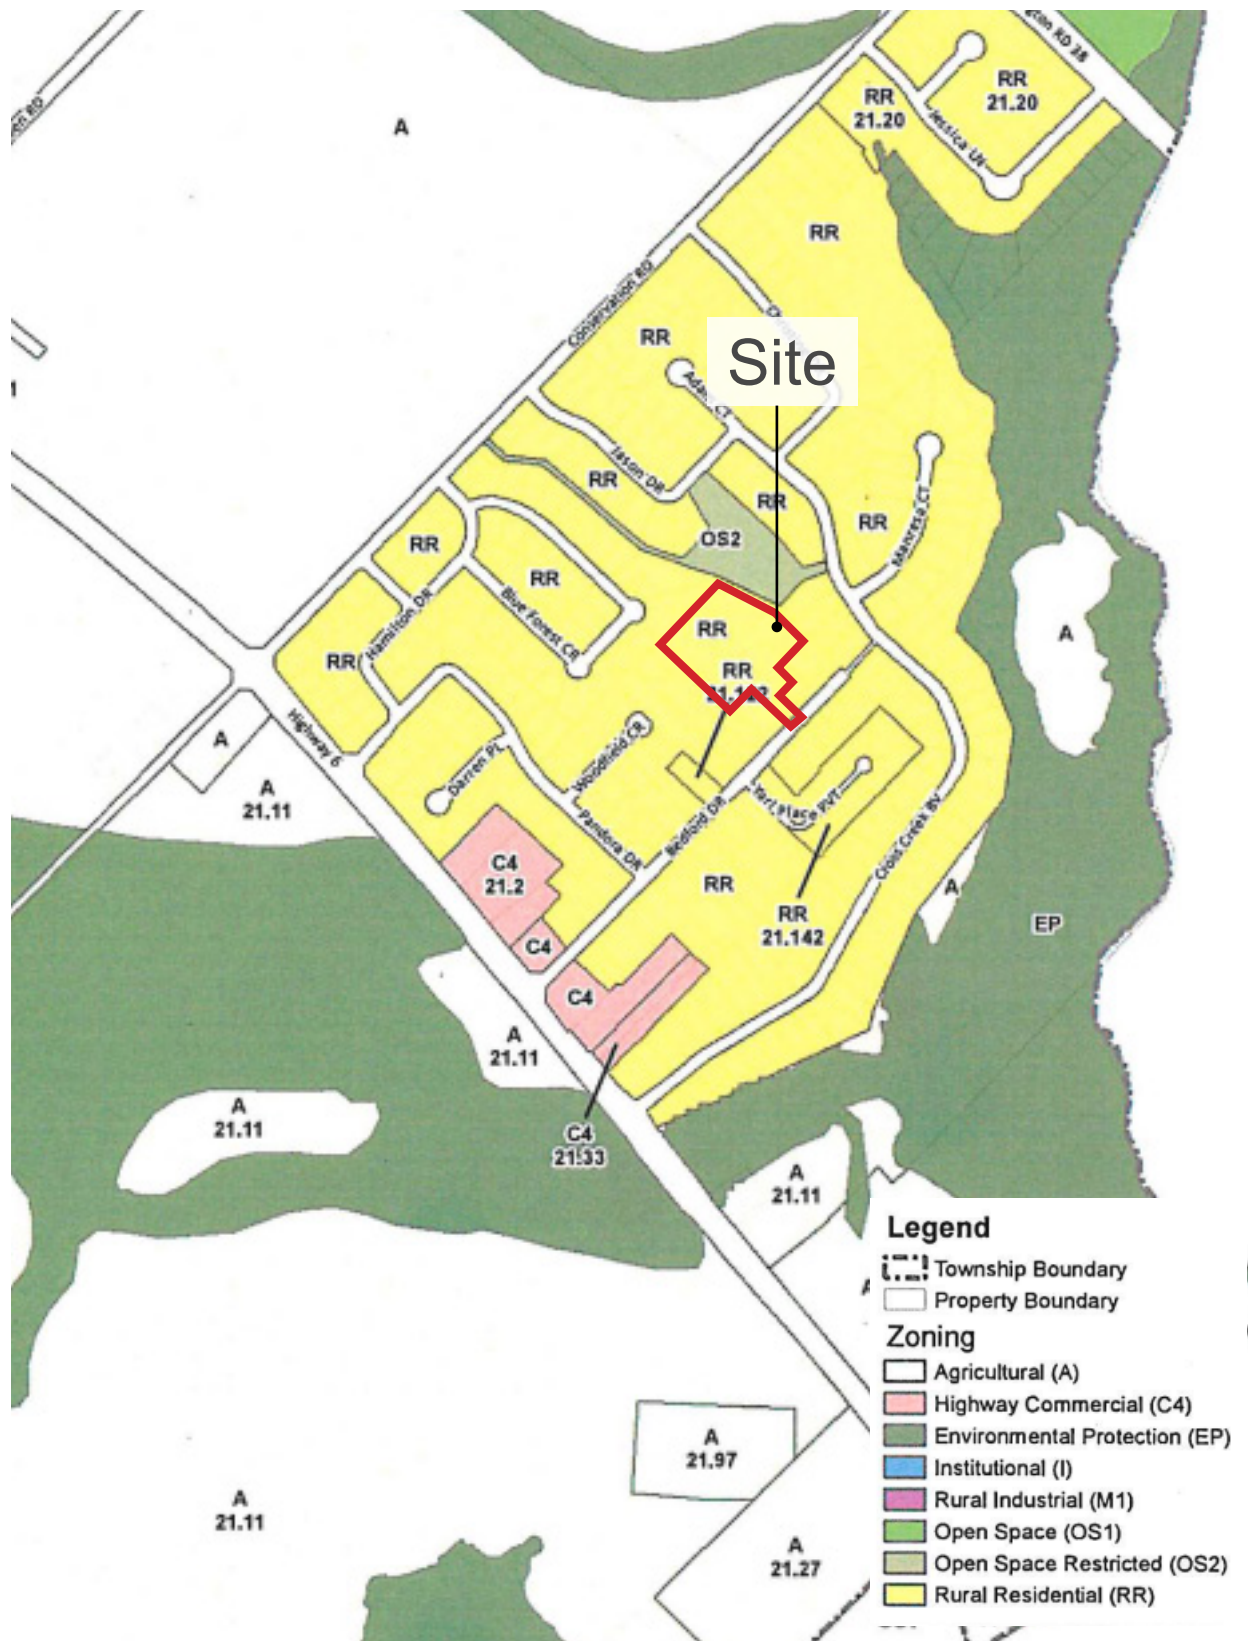 RD 38
RR
21.20
RR
21.20
Jessica LN
A
RR
Conservation RD
RR
Site
Adam CT
Jason DR
RR
RR
RR
Manresa CT
OS2
RR
RR
Blue Forest CR
Hamilton DR
RR
RR
RR
A
Highway 6
A
A
21.11
Darren PL
Woodfield CR
Pandora DR
Bedford DR
Cross Creek BV
C4
21.2
RR
A
RR
21.142
EP
C4
C4
A
21.11
A
21.11
C4
21.33
A
21.11
Legend
Township Boundary
Property Boundary
Zoning
Agricultural (A)
Highway Commercial (C4)
Environmental Protection (EP)
Institutional (I)
Rural Industrial (M1)
Open Space (OS1)
Open Space Restricted (OS2)
Rural Residential (RR)
A
21.97
A
21.11
A
21.27